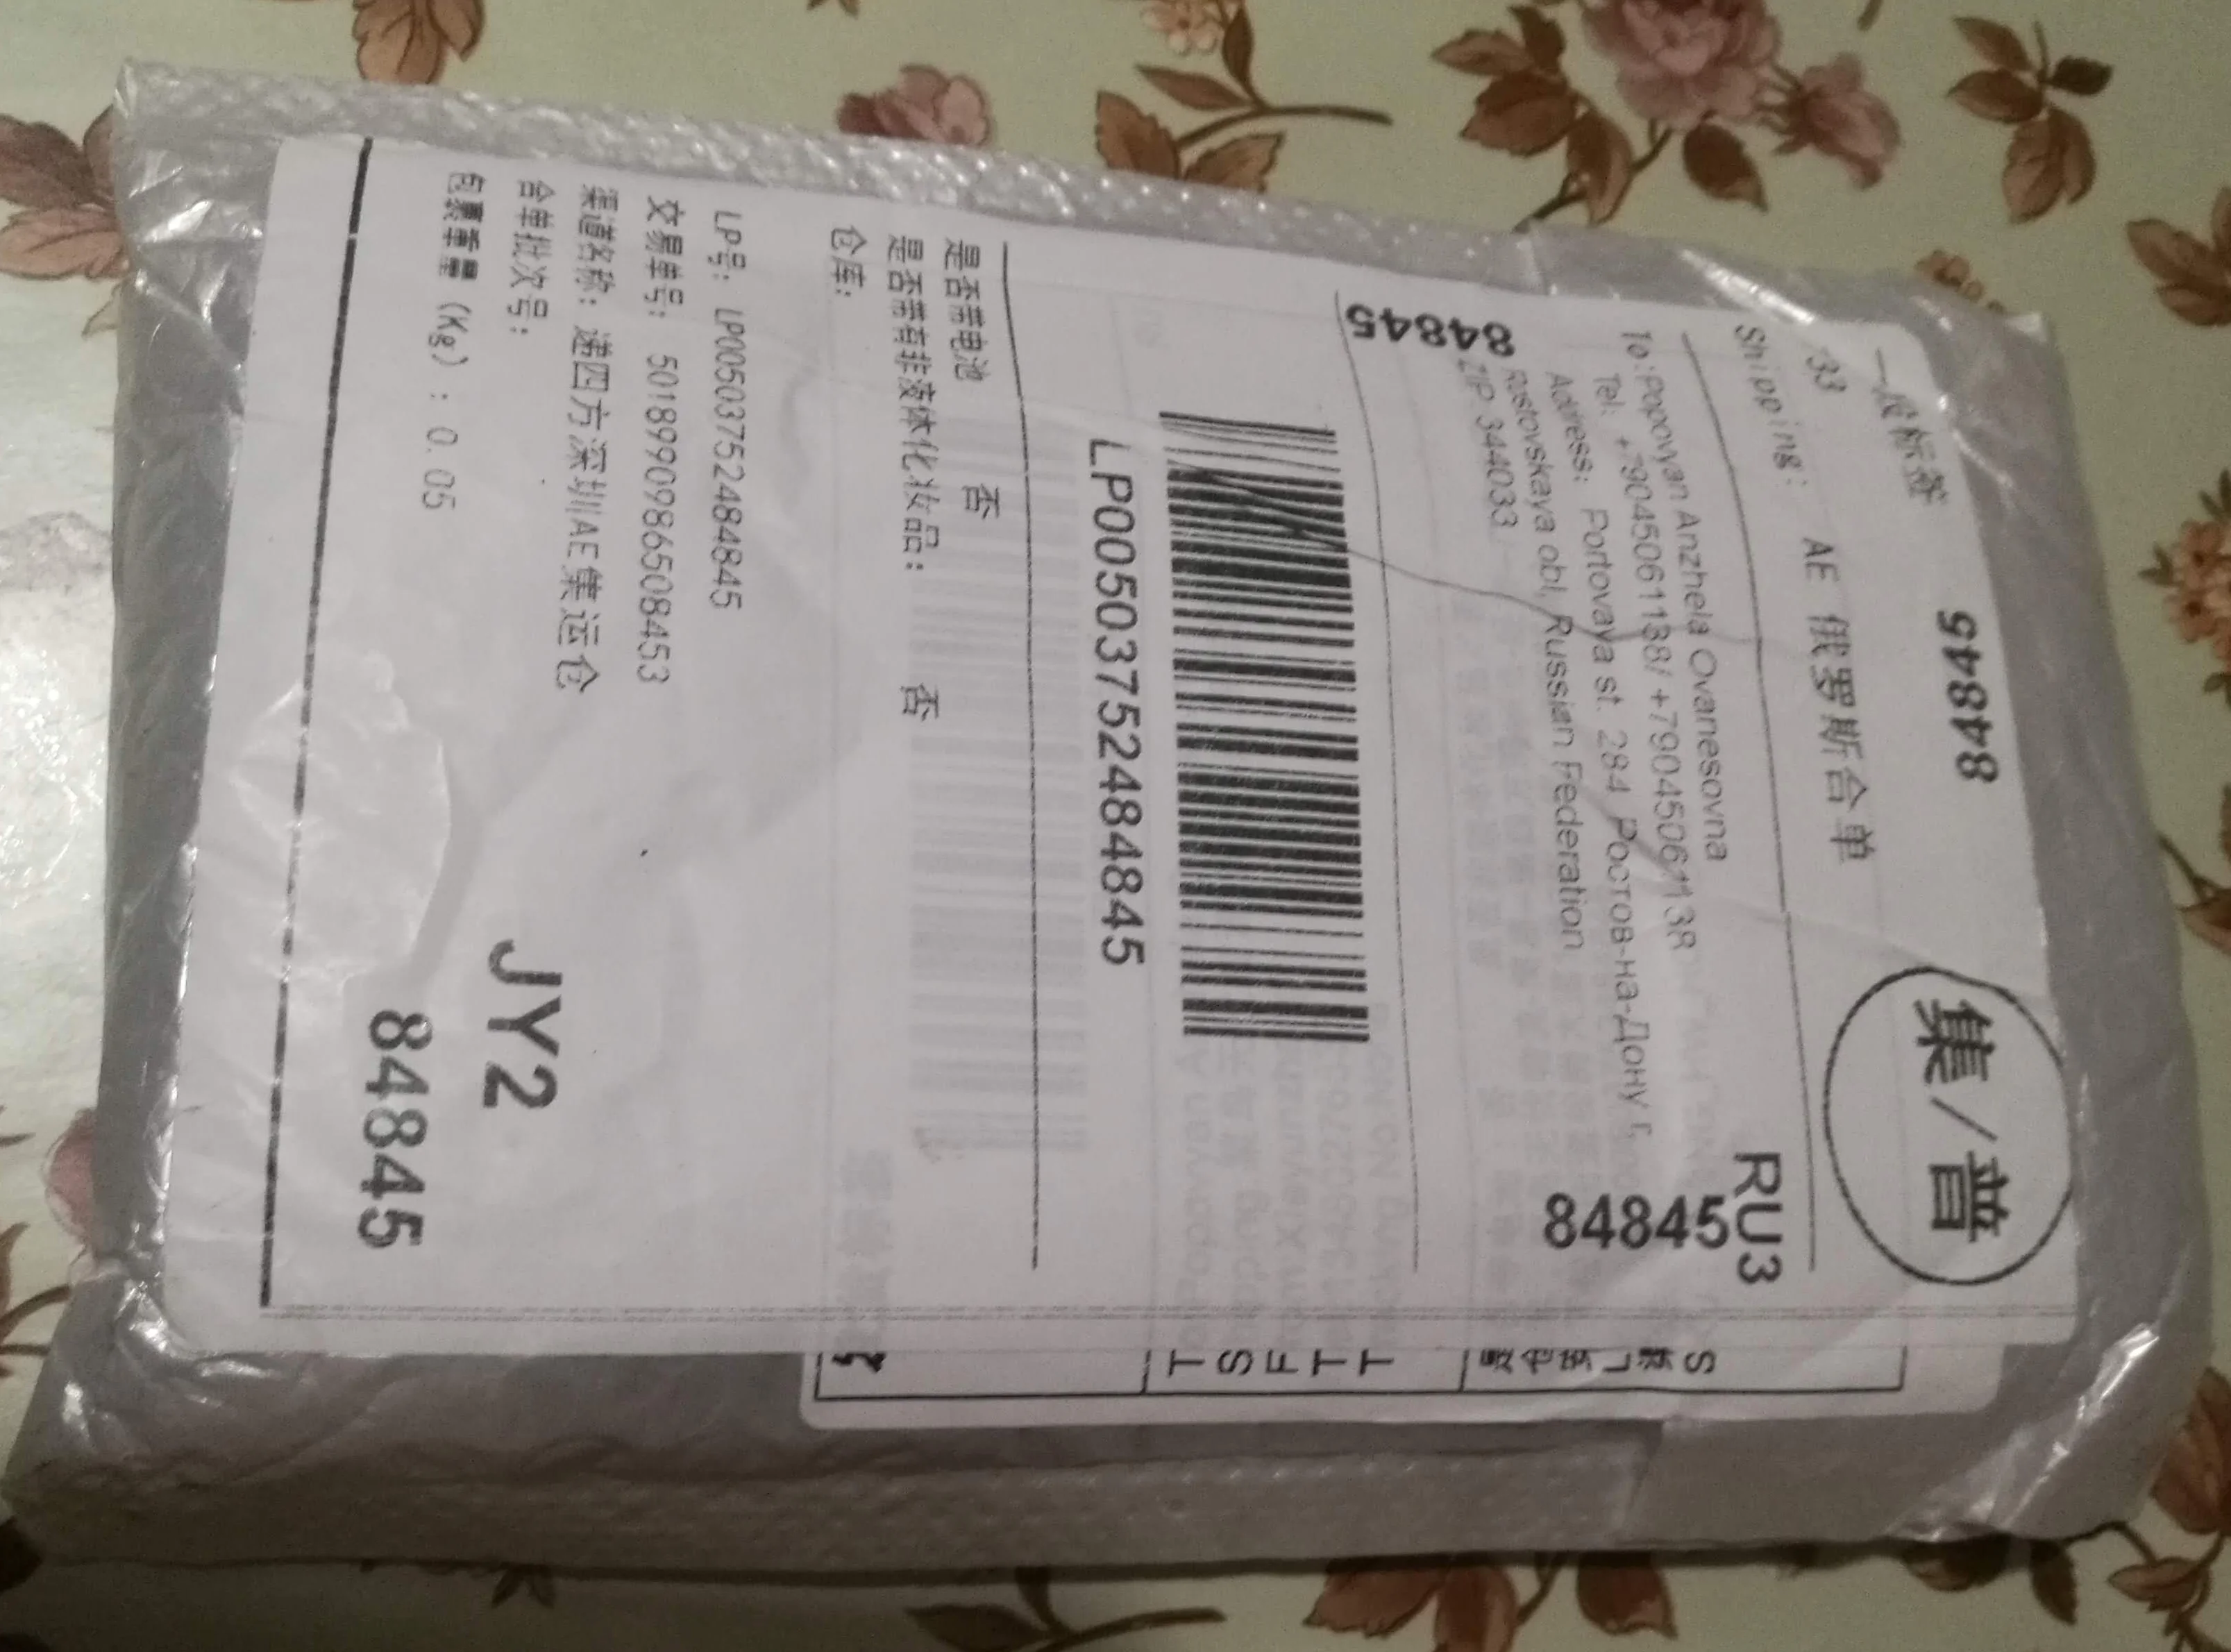 84845
集/普
一段标签
33
AE 俄罗斯合单
Shipping:
RU3
To:Popovyan Anzhela Ovanesovna
Tel: +79045061138/ +79045061138
Address: Portovaya st. 284 Ростов-на-Дону г,
Rostovskaya obl, Russian Federation
ZIP 344033
84845
84845
LP00503752484845
是否带电池 否
是否带有非液体化妆品: 否
仓库:
LP号: LP00503752484845
交易单号: 5018990986508453
渠道名称: 递四方深圳AE集运仓
合单批次号:
包裹重量 (Kg) : 0.05
JY2
84845
T
S
F
T
T
L
S